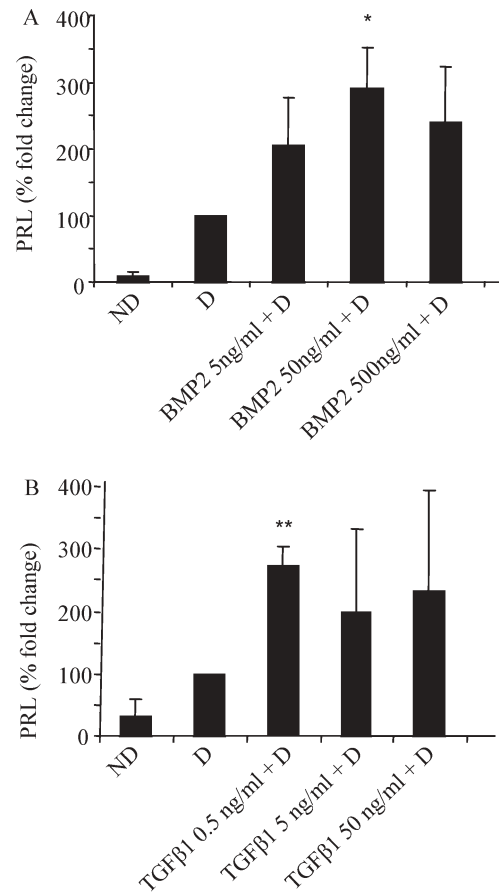 A
PRL (% fold change)
400
300
200
100
0
*
ND
D
BMP2 5ng/ml + D
BMP2 50ng/ml + D
BMP2 500ng/ml + D
B
PRL (% fold change)
400
300
200
100
0
**
ND
D
TGFβ1 0.5 ng/ml + D
TGFβ1 5 ng/ml + D
TGFβ1 50 ng/ml + D